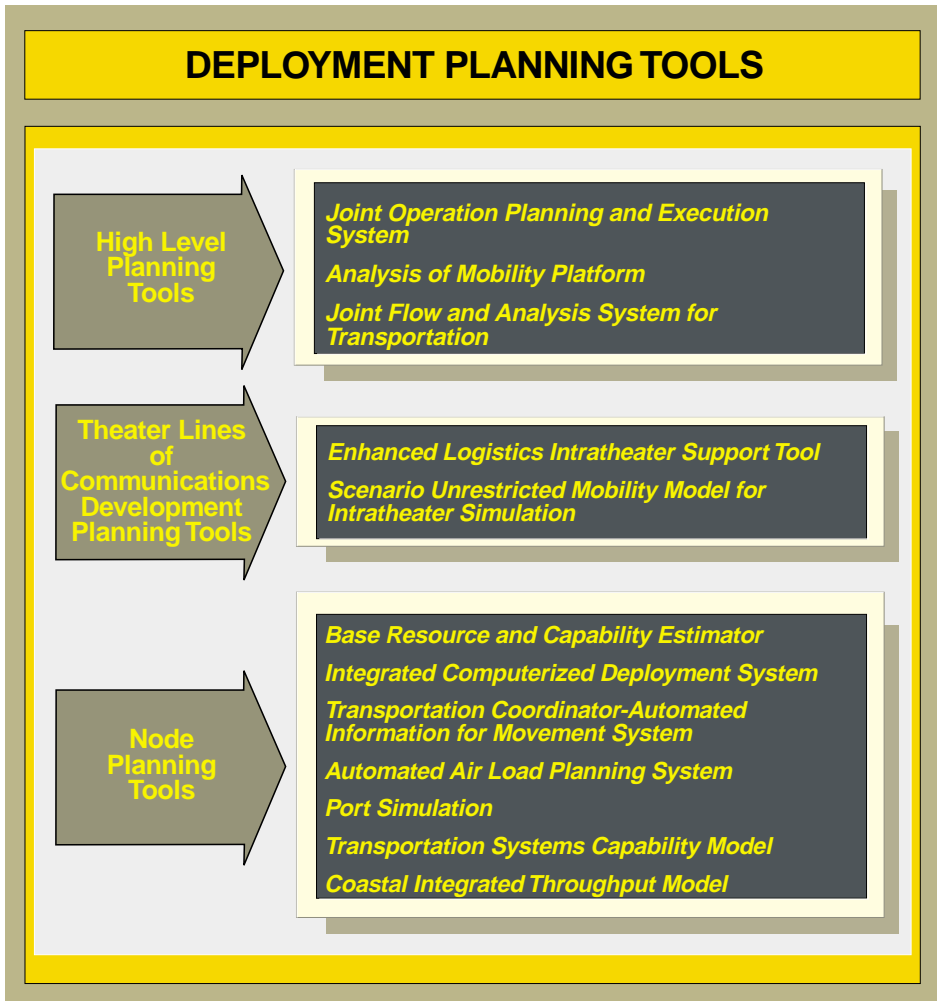 DEPLOYMENT PLANNING TOOLS
High Level
Planning
Tools
Joint Operation Planning and Execution
System
Analysis of Mobility Platform
Joint Flow and Analysis System for
Transportation
Theater Lines
of
Communications
Development
Planning Tools
Enhanced Logistics Intratheater Support Tool
Scenario Unrestricted Mobility Model for
Intratheater Simulation
Node
Planning
Tools
Base Resource and Capability Estimator
Integrated Computerized Deployment System
Transportation Coordinator-Automated
Information for Movement System
Automated Air Load Planning System
Port Simulation
Transportation Systems Capability Model
Coastal Integrated Throughput Model